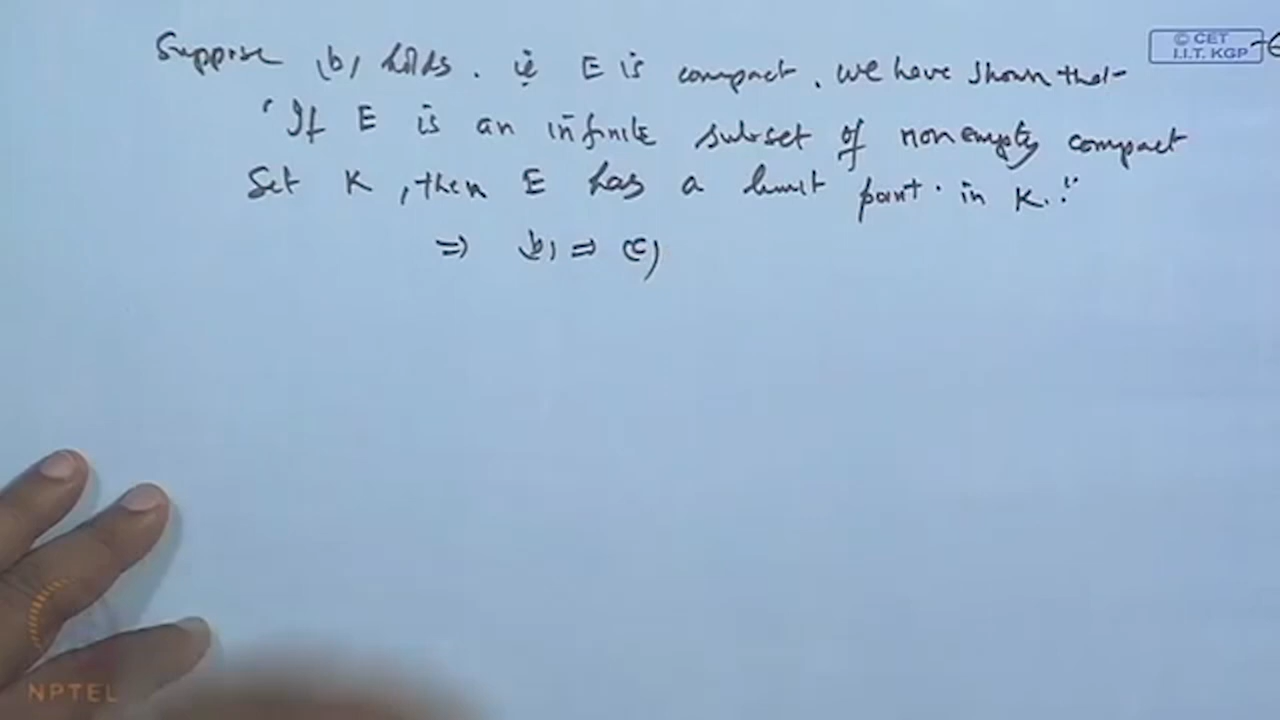 © CET
I.I.T. KGP
Suppose (b) holds. ie E is compact. We have shown that
"If E is an infinite subset of nonempty compact
Set K, then E has a limit point in K."
⇒ (b) ⇒ (c)
NPTEL